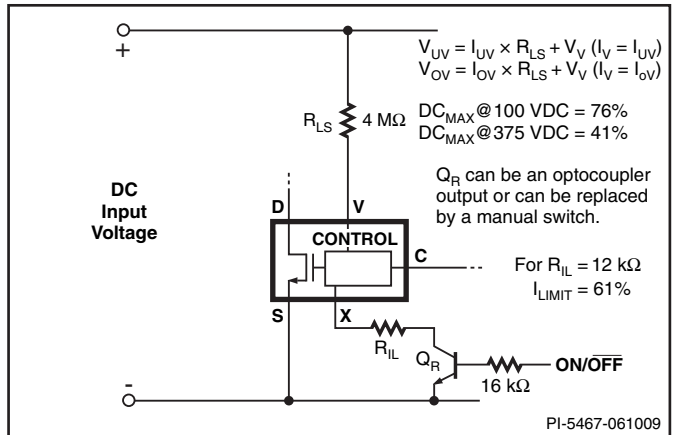 +
V_UV = I_UV × R_LS + V_V (I_V = I_UV)
V_OV = I_OV × R_LS + V_V (I_V = I_oV)
R_LS
4 MΩ
DC_MAX@100 VDC = 76%
DC_MAX@375 VDC = 41%
Q_R can be an optocoupler
output or can be replaced
by a manual switch.
DC
Input
Voltage
D
V
CONTROL
C
For R_IL = 12 kΩ
I_LIMIT = 61%
S
X
R_IL
Q_R
16 kΩ
ON/O̅F̅F̅
-
PI-5467-061009